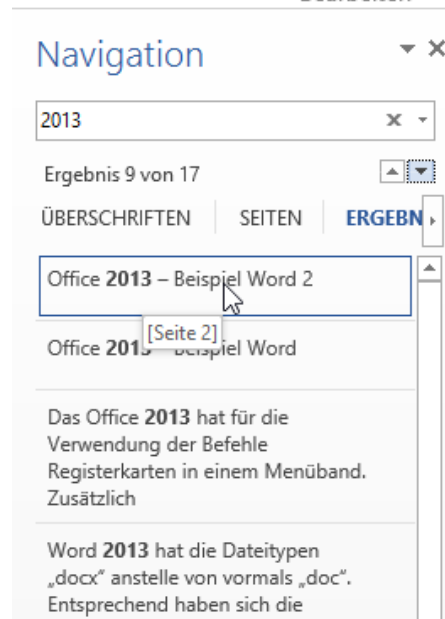 Bearbeiten
Navigation
2013
Ergebnis 9 von 17
ÜBERSCHRIFTEN SEITEN ERGEBN
Office 2013 – Beispiel Word 2
[Seite 2]
Office 2013 – Beispiel Word
Das Office 2013 hat für die
Verwendung der Befehle
Registerkarten in einem Menüband.
Zusätzlich
Word 2013 hat die Dateitypen
„docx“ anstelle von vormals „doc“.
Entsprechend haben sich die